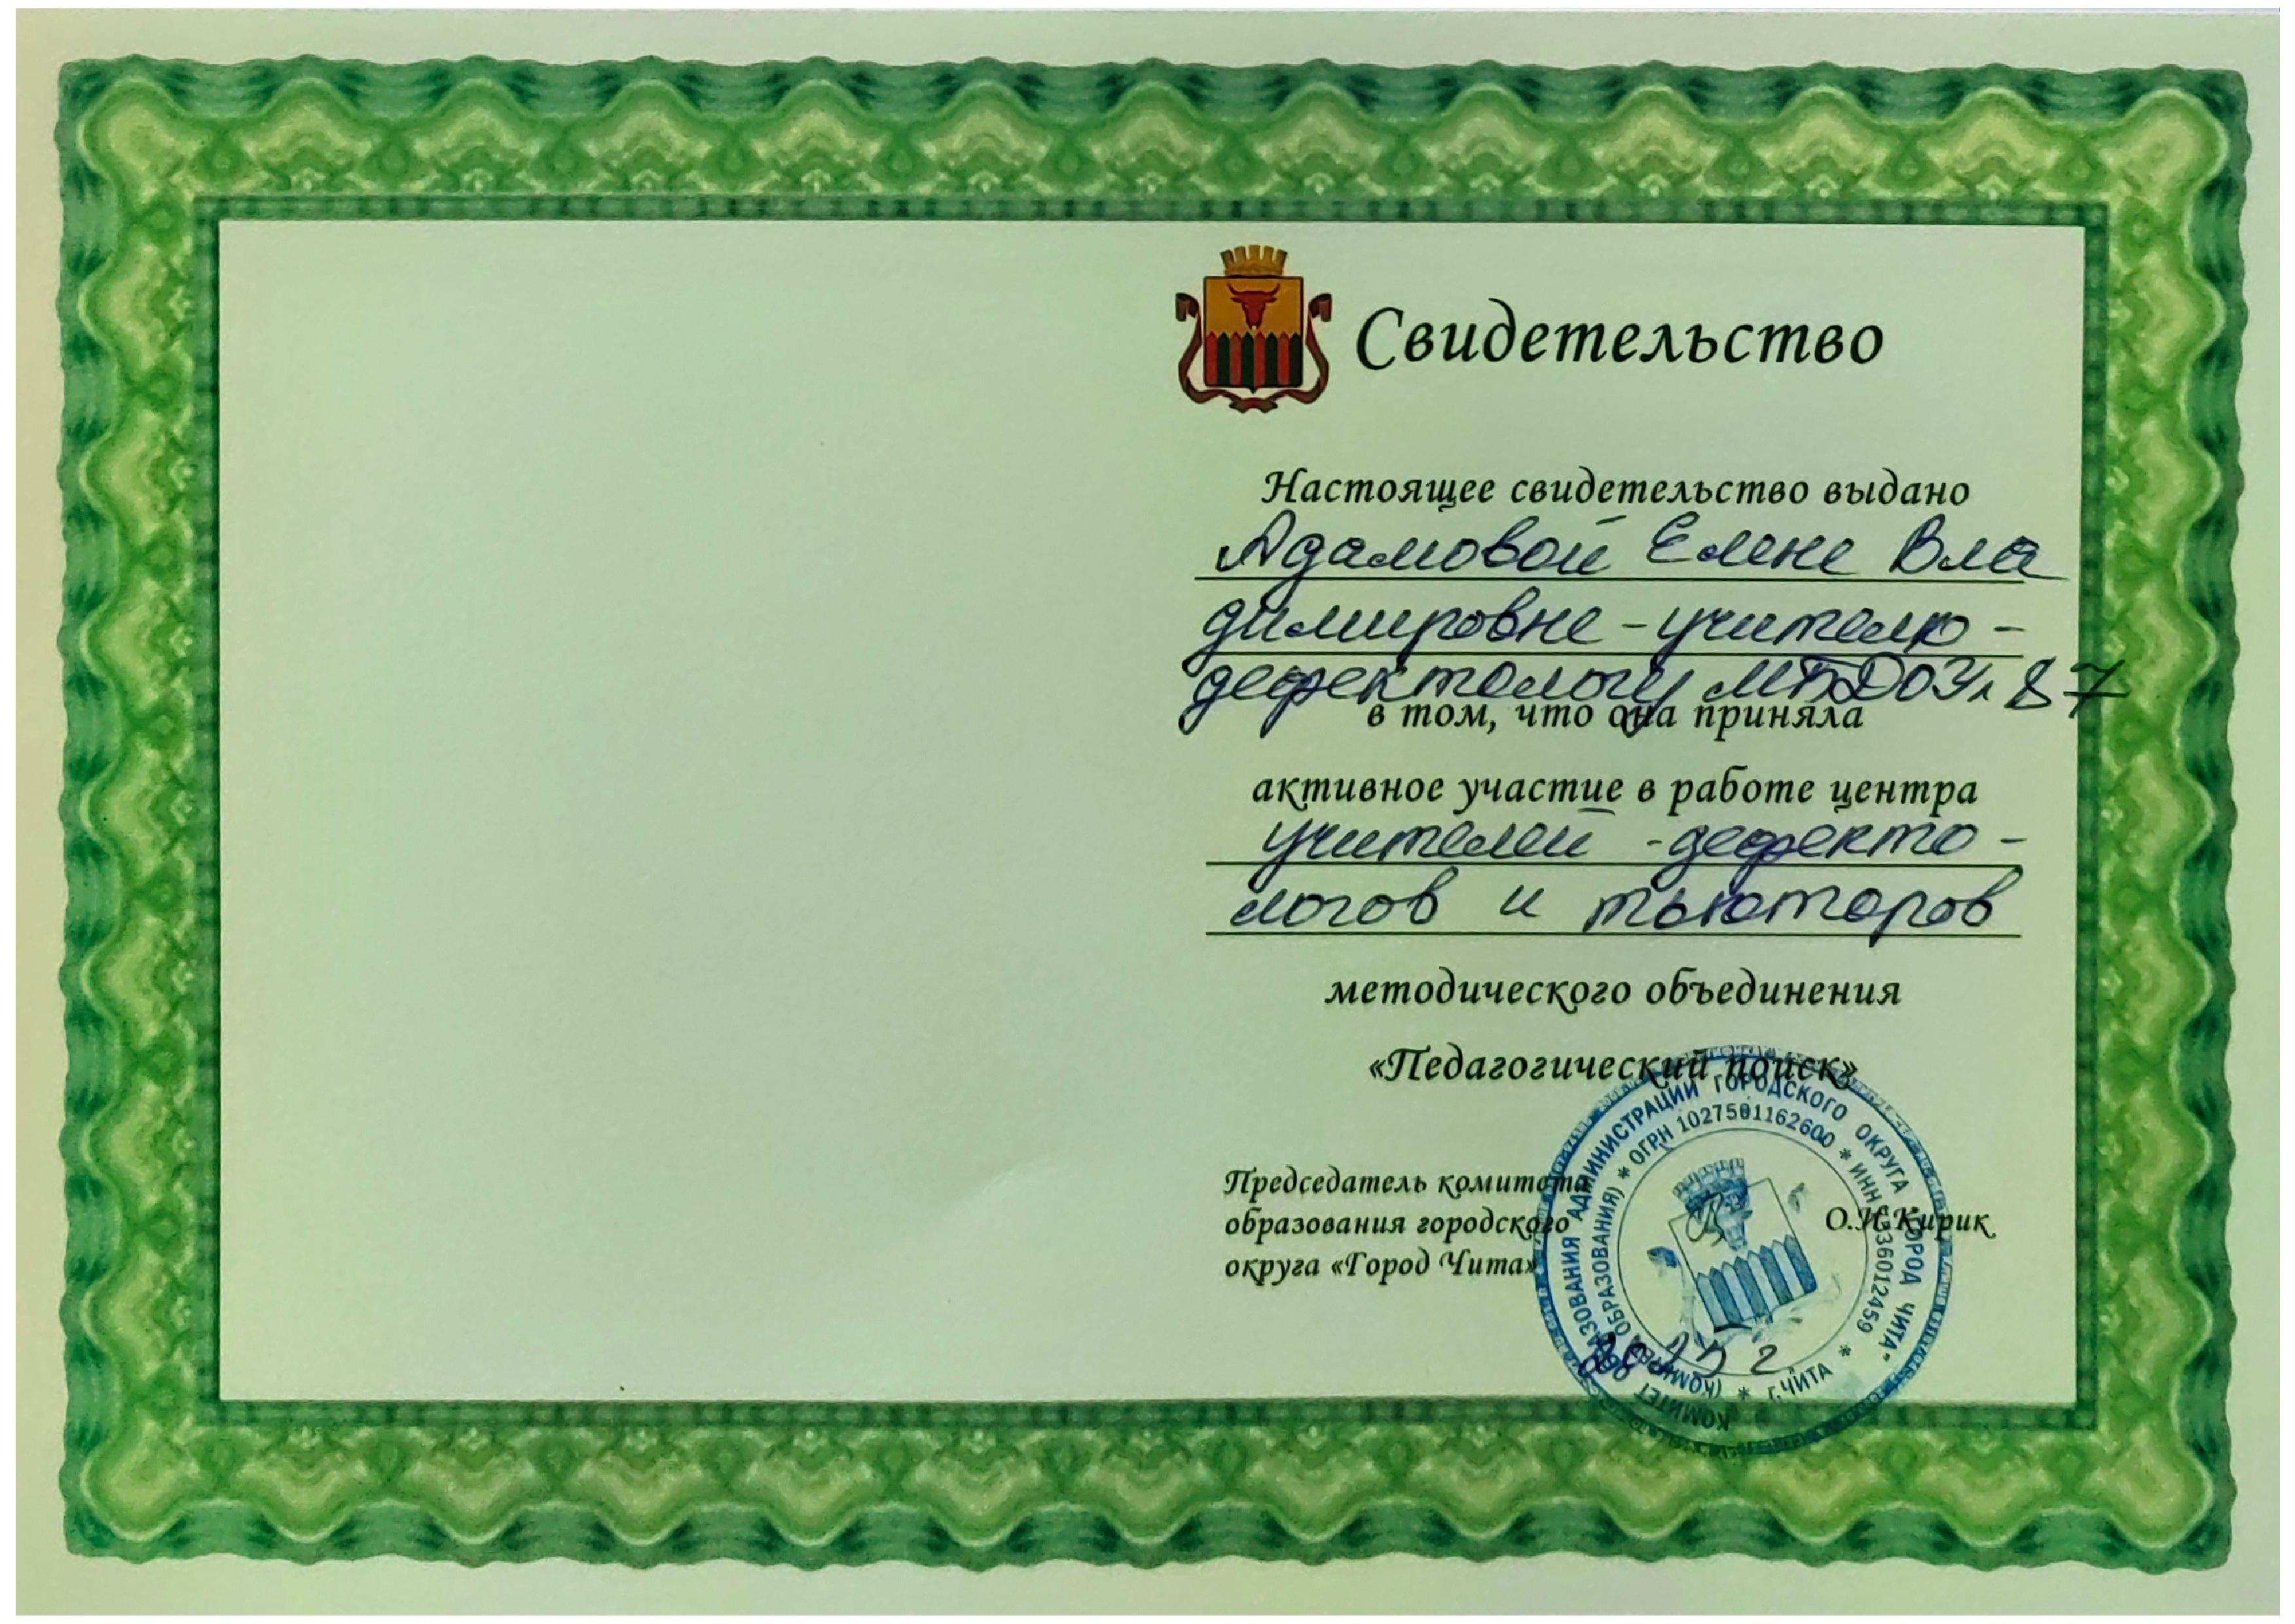 Свидетельство
Настоящее свидетельство выдано
Адамовой Елене Вла
димировне - учителю -
дефектологу МБДОУ 87
в том, что она приняла
активное участие в работе центра
учителей - дефекто -
логов и тьюторов
методического объединения
«Педагогический поиск»
Председатель комитета
образования городского
округа «Город Чита»
О.И.Кирик
КОМИТЕТ ОБРАЗОВАНИЯ АДМИНИСТРАЦИИ ГОРОДСКОГО ОКРУГА "ГОРОД ЧИТА"
(КОМИТЕТ ОБРАЗОВАНИЯ) * ОГРН 1027501162600 * ИНН 7536012459 *
* Г.ЧИТА *